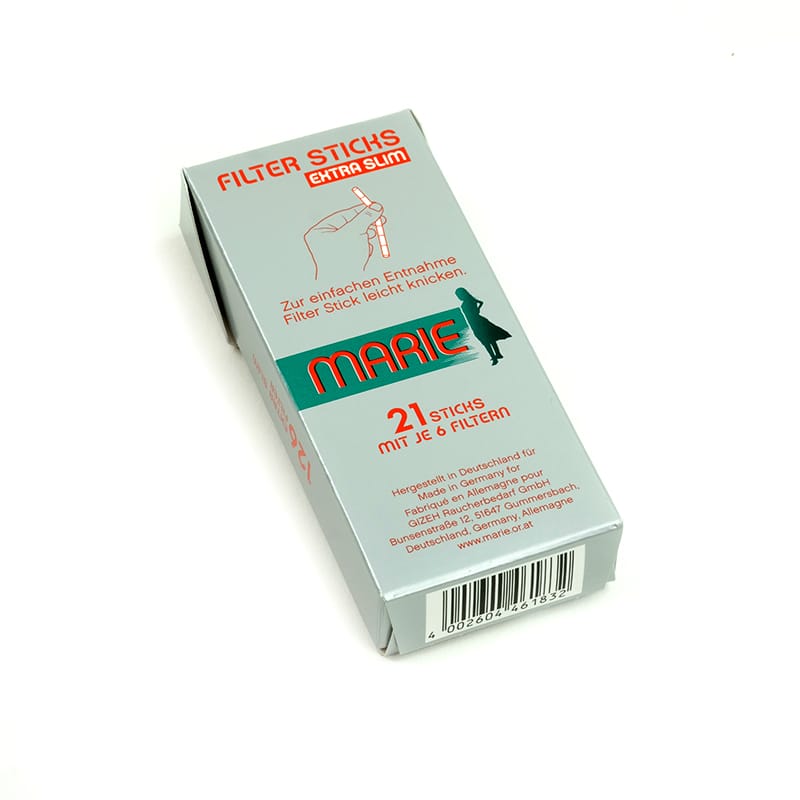 FILTER STICKS
EXTRA SLIM
Zur einfachen Entnahme
Filter Stick leicht knicken.
MARIE
21 STICKS
MIT JE 6 FILTERN
Hergestellt in Deutschland für
Made in Germany for
Fabriqué en Allemagne pour
GIZEH Raucherbedarf GmbH
Bunsenstraße 12, 51647 Gummersbach,
Deutschland, Germany, Allemagne
www.marie.or.at
4 002604 461832
126